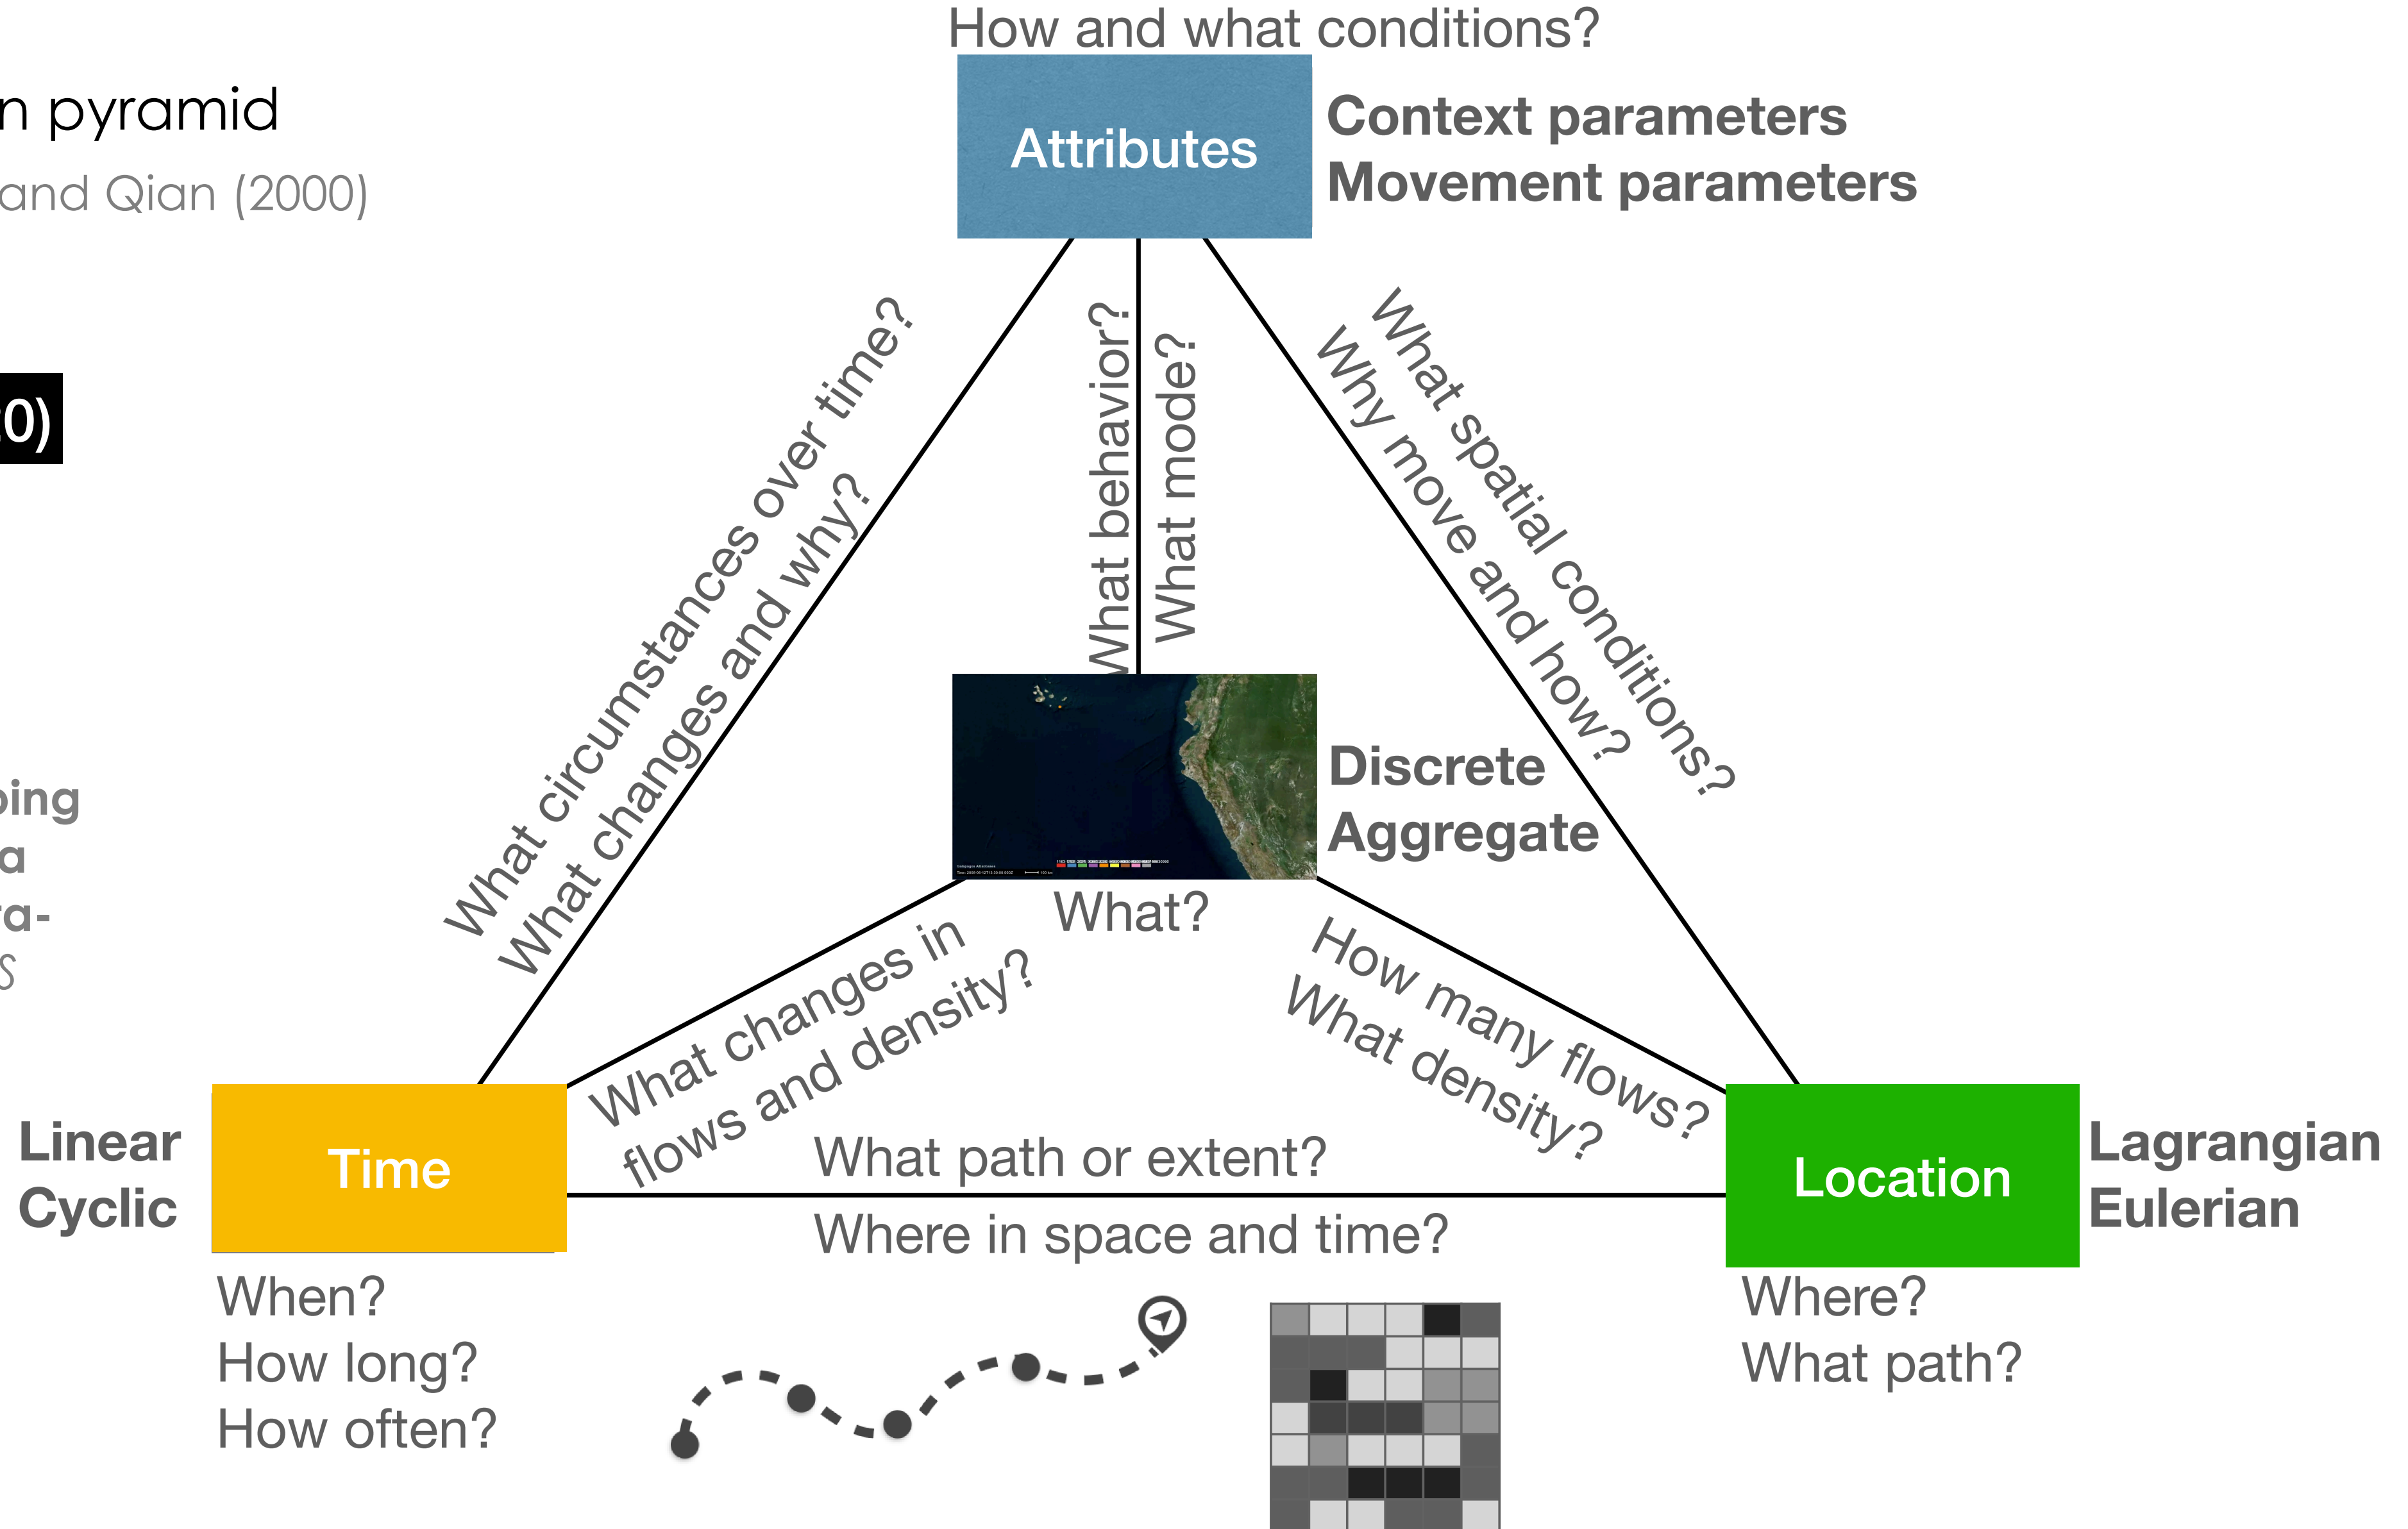 How and what conditions?
n pyramid
and Qian (2000)
Attributes
Context parameters
Movement parameters
0)
What circumstances over time?
What changes and why?
What behavior?
What mode?
What spatial conditions?
Why move and how?
Discrete
Aggregate
ping
a
ra-
S
What?
What changes in
flows and density?
How many flows?
What density?
Linear
Cyclic
Time
What path or extent?
Where in space and time?
Location
Lagrangian
Eulerian
When?
How long?
How often?
Where?
What path?